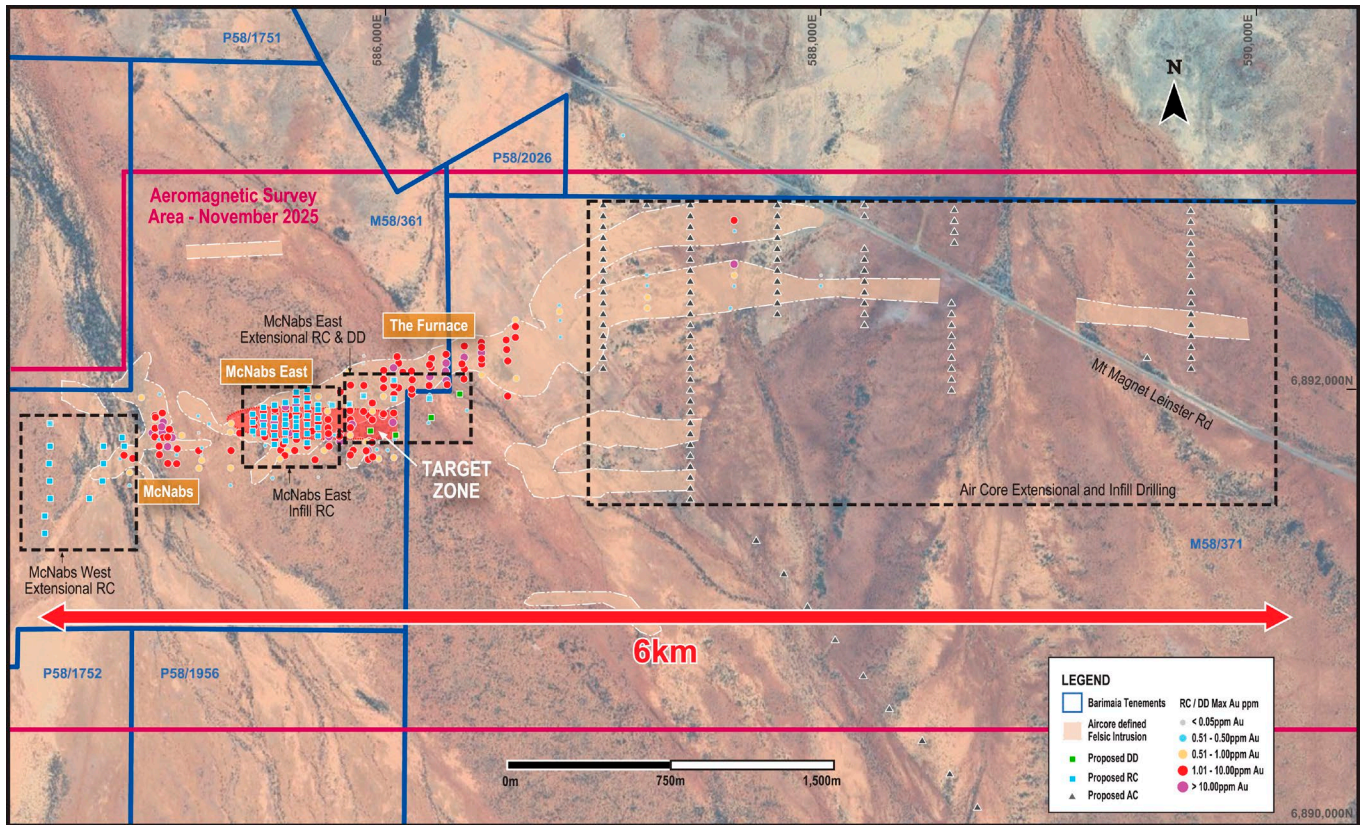 P58/1751
586,000E
588,000E
590,000E
N
P58/2026
Aeromagnetic Survey
Area - November 2025
M58/361
McNabs East
Extensional RC & DD
The Furnace
McNabs East
Mt Magnet Leinster Rd
6,892,000N
TARGET
ZONE
McNabs
McNabs East
Infill RC
Air Core Extensional and Infill Drilling
M58/371
McNabs West
Extensional RC
6km
P58/1752
P58/1956
0m
750m
1,500m
LEGEND
Barimaia Tenements
Aircore defined
Felsic Intrusion
Proposed DD
Proposed RC
Proposed AC
RC / DD Max Au ppm
< 0.05ppm Au
0.51 - 0.50ppm Au
0.51 - 1.00ppm Au
1.01 - 10.00ppm Au
> 10.00ppm Au
6,890,000N